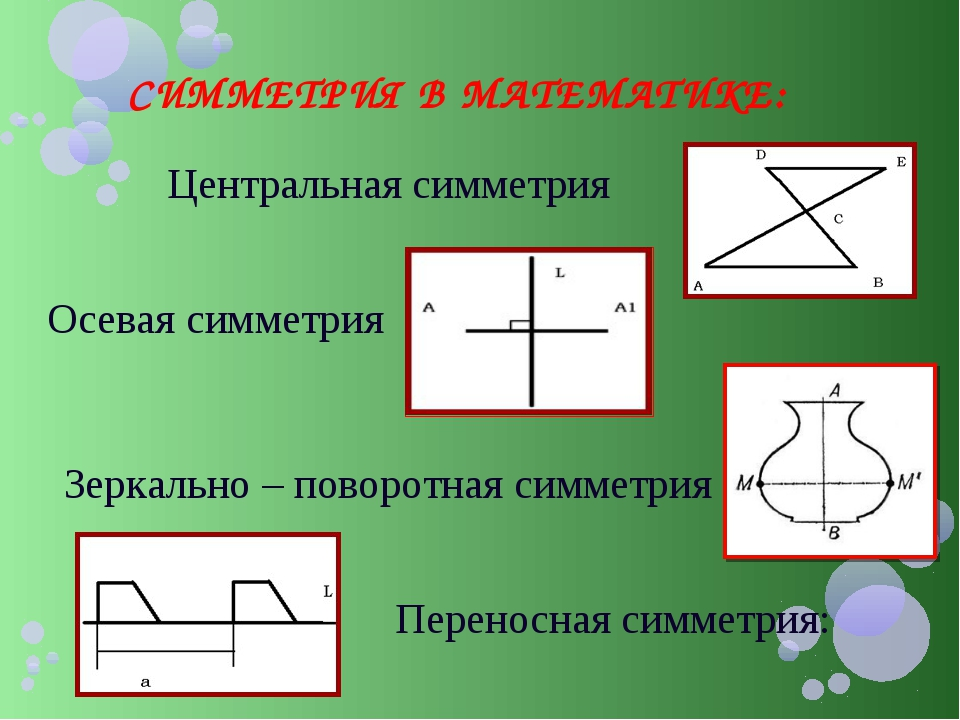 СИММЕТРИЯ В МАТЕМАТИКЕ:
Центральная симметрия
D
E
C
A
B
L
A
A1
Осевая симметрия
A
M
M'
B
Зеркально – поворотная симметрия
L
a
Переносная симметрия: